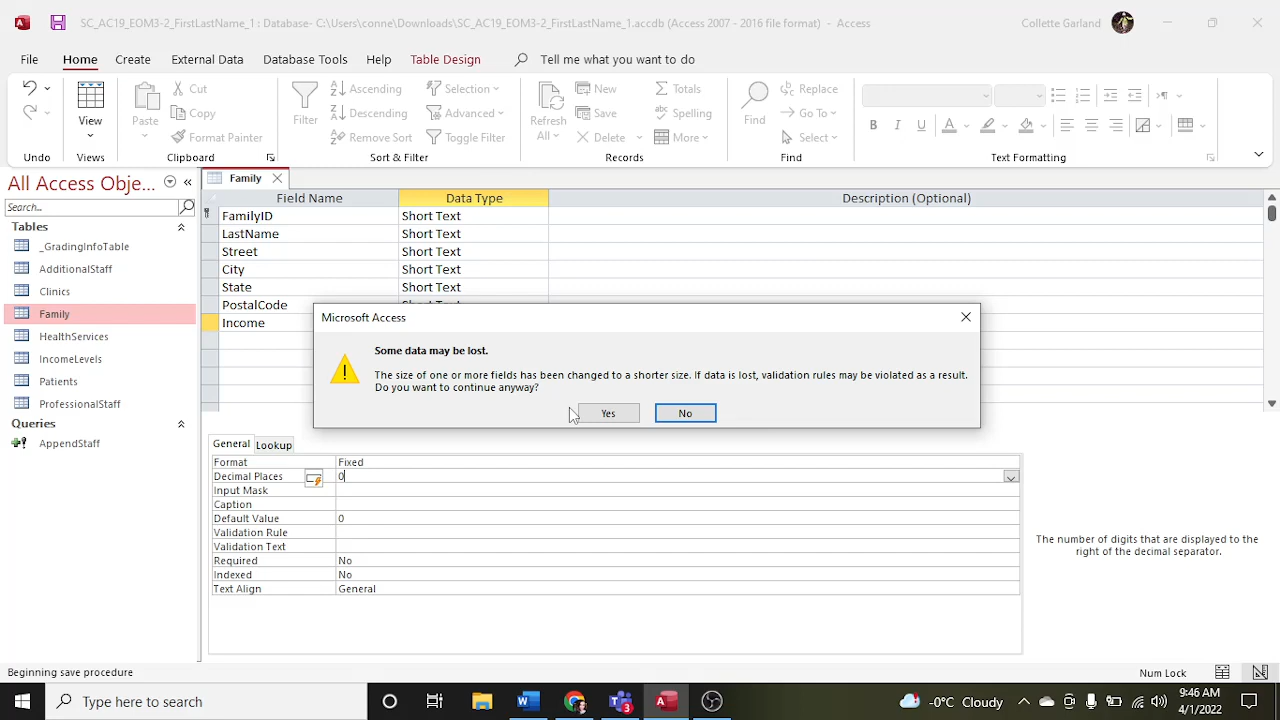 SC_AC19_EOM3-2_FirstLastName_1 : Database- C:\Users\conne\Downloads\SC_AC19_EOM3-2_FirstLastName_1.accdb (Access 2007 - 2016 file format) - Access
Collette Garland
File Home Create External Data Database Tools Help Table Design Tell me what you want to do
View
Paste
Cut
Copy
Format Painter
Filter
Ascending
Descending
Remove Sort
Selection
Advanced
Toggle Filter
Refresh
All
New
Save
Delete
Totals
Spelling
More
Find
Replace
Go To
Select
B I U A
Undo Views Clipboard Sort & Filter Records Find Text Formatting
All Access Obje...
Search...
Tables
_GradingInfoTable
AdditionalStaff
Clinics
Family
HealthServices
IncomeLevels
Patients
ProfessionalStaff
Queries
AppendStaff
Family
Field Name Data Type Description (Optional)
FamilyID Short Text
LastName Short Text
Street Short Text
City Short Text
State Short Text
PostalCode Short Text
Income
Microsoft Access
Some data may be lost.
The size of one or more fields has been changed to a shorter size. If data is lost, validation rules may be violated as a result.
Do you want to continue anyway?
Yes No
General Lookup
Format Fixed
Decimal Places 0
Input Mask
Caption
Default Value 0
Validation Rule
Validation Text
Required No
Indexed No
Text Align General
The number of digits that are displayed to the
right of the decimal separator.
Beginning save procedure
Num Lock
Type here to search
-0°C Cloudy
:46 AM
4/1/2022